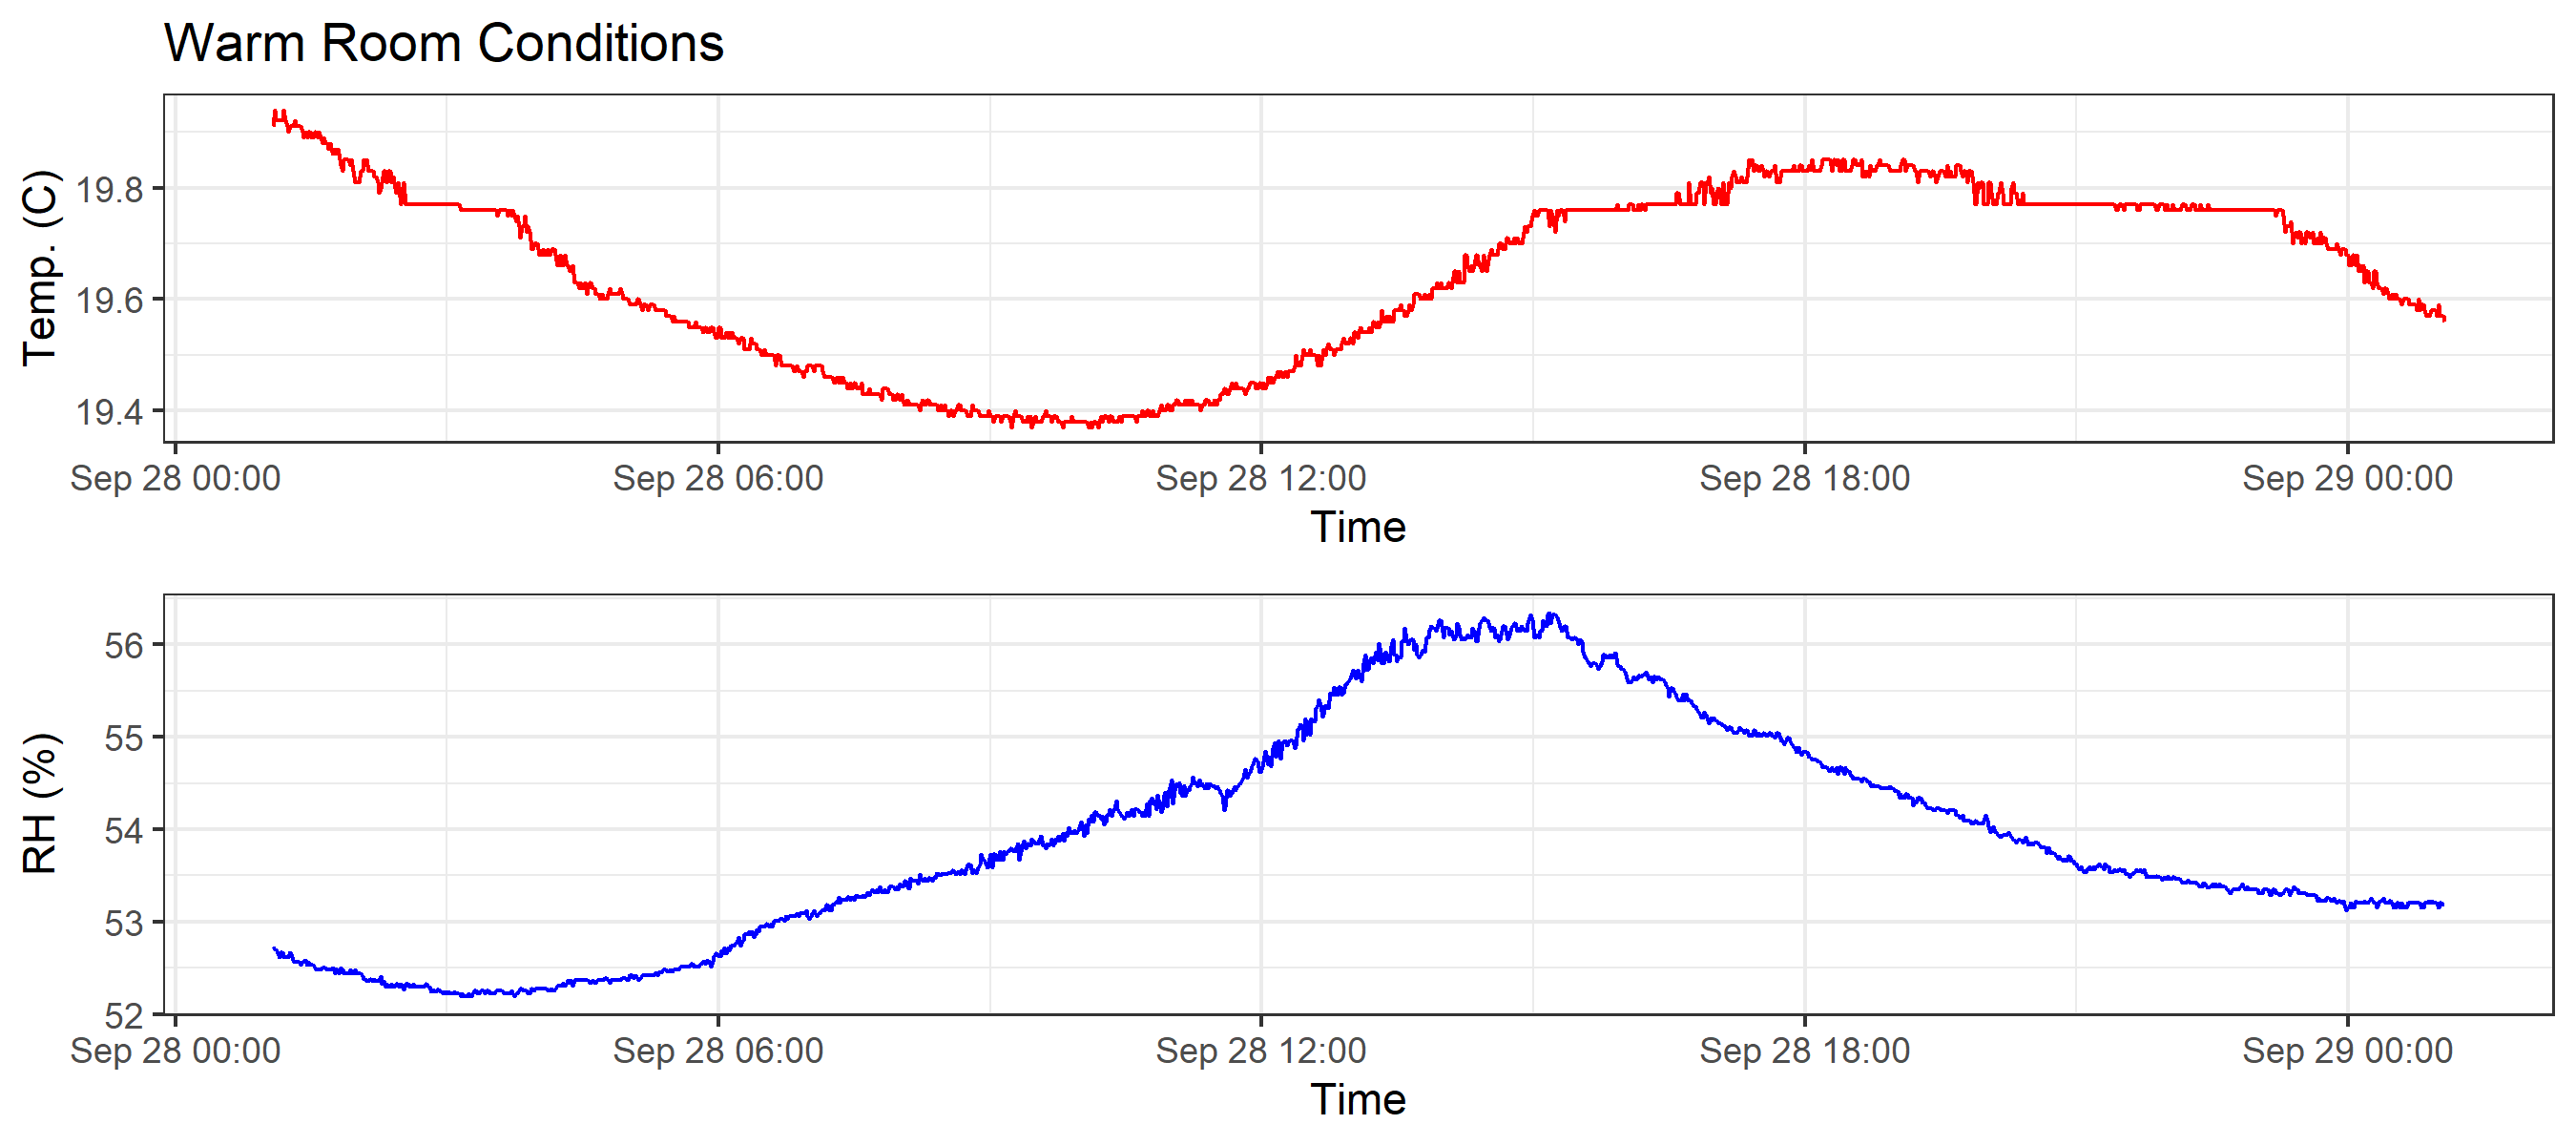 Warm Room Conditions
Temp. (C)
19.8
19.6
19.4
Sep 28 00:00 Sep 28 06:00 Sep 28 12:00 Sep 28 18:00 Sep 29 00:00
Time
RH (%)
56
55
54
53
52
Sep 28 00:00 Sep 28 06:00 Sep 28 12:00 Sep 28 18:00 Sep 29 00:00
Time